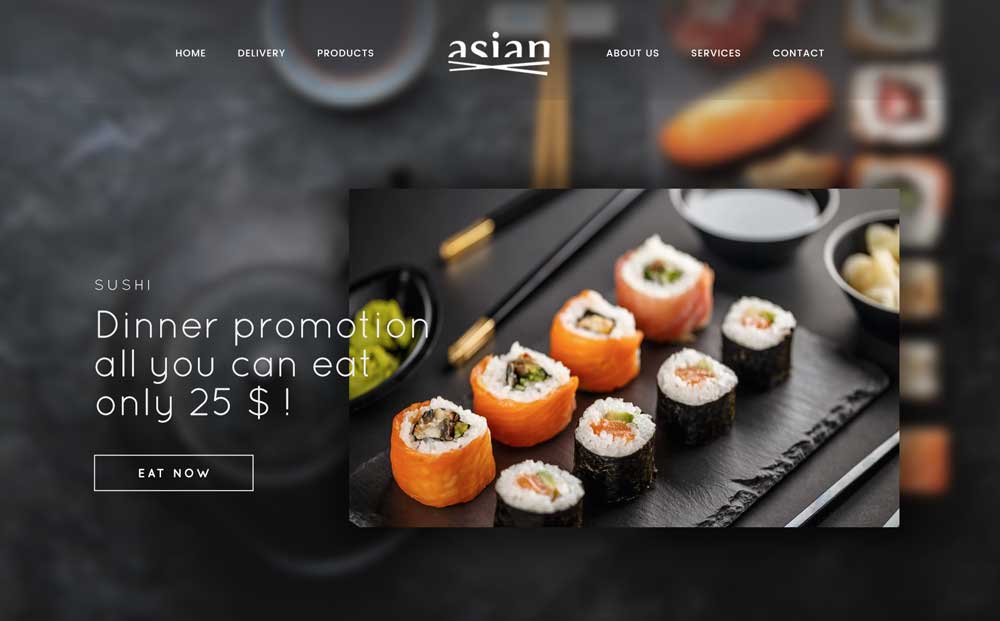 HOME DELIVERY PRODUCTS asian ABOUT US SERVICES CONTACT
SUSHI
Dinner promotion
all you can eat
only 25 $ !
EAT NOW